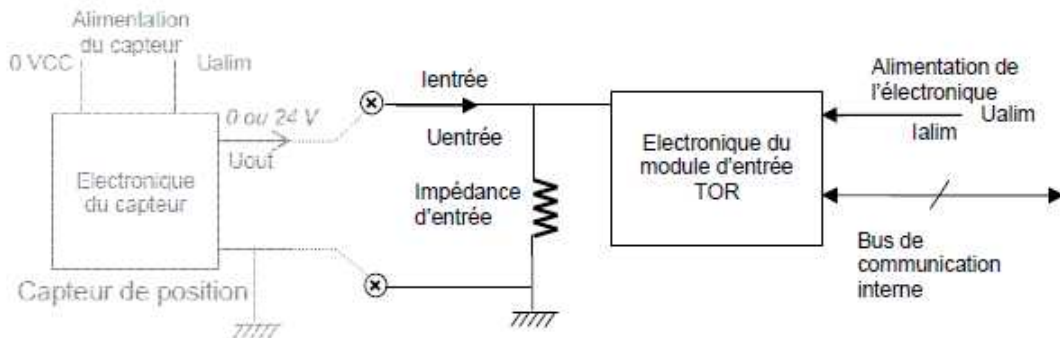 Alimentation
du capteur
0 VCC
Ualim
0 ou 24 V
Uout
Electronique
du capteur
Capteur de position
Ientrée
Uentrée
Impédance
d'entrée
Electronique du
module d'entrée
TOR
Alimentation de
l'électronique
Ualim
Ialim
Bus de
communication
interne